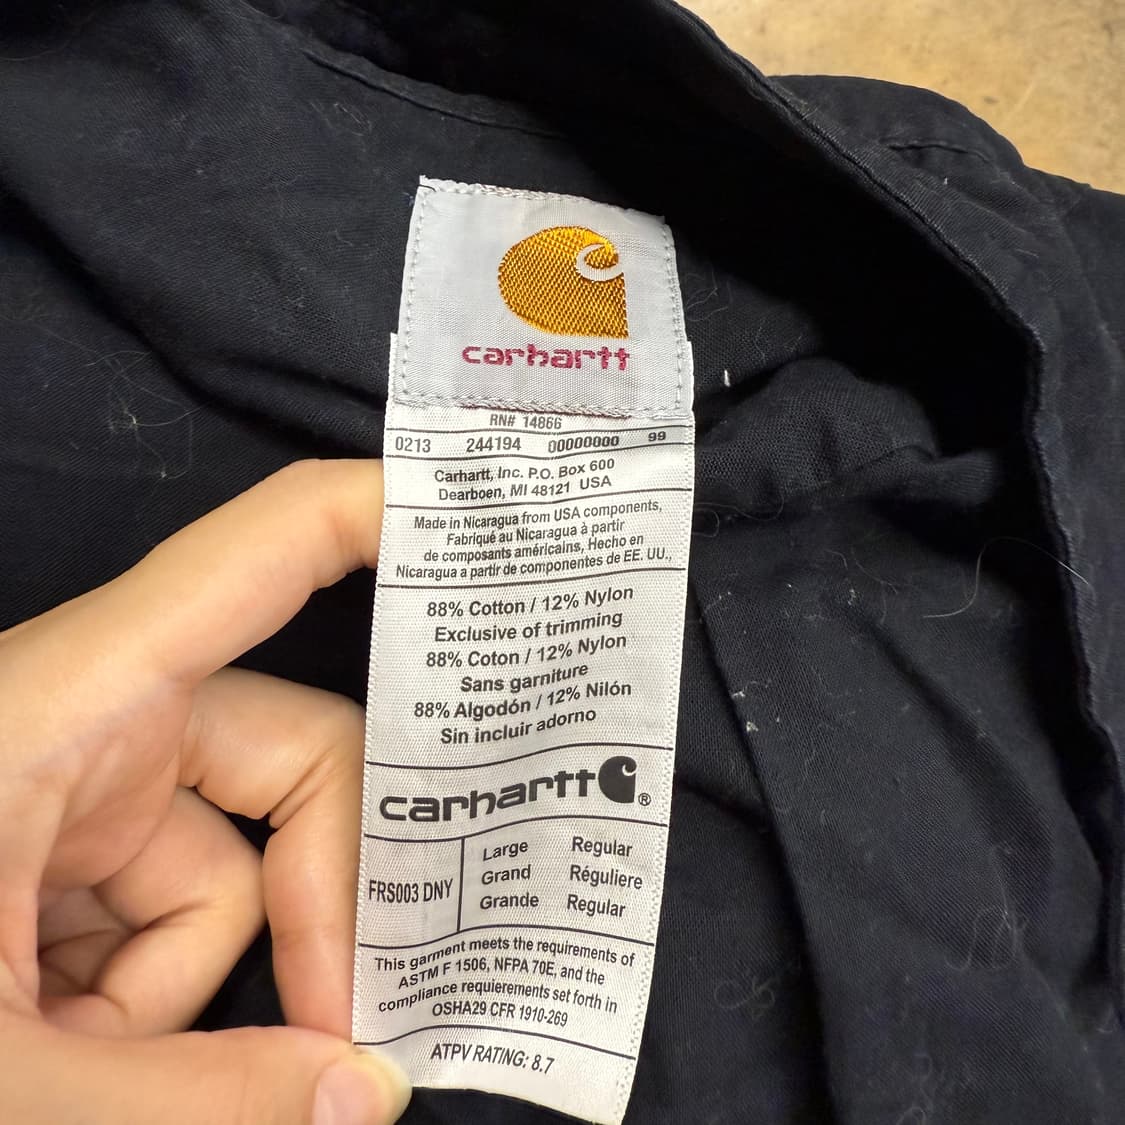 carhartt
RN# 14866
0213 244194 00000000 99
Carhartt, Inc. P.O. Box 600
Dearboen, MI 48121 USA
Made in Nicaragua from USA components,
Fabriqué au Nicaragua à partir
de composants américains, Hecho en
Nicaragua a partir de componentes de EE. UU.,
88% Cotton / 12% Nylon
Exclusive of trimming
88% Coton / 12% Nylon
Sans garniture
88% Algodón / 12% Nilón
Sin incluir adorno
carhartt ®
FRS003 DNY
Large Regular
Grand Réguliere
Grande Regular
This garment meets the requirements of
ASTM F 1506, NFPA 70E, and the
compliance requierements set forth in
OSHA29 CFR 1910-269
ATPV RATING: 8.7